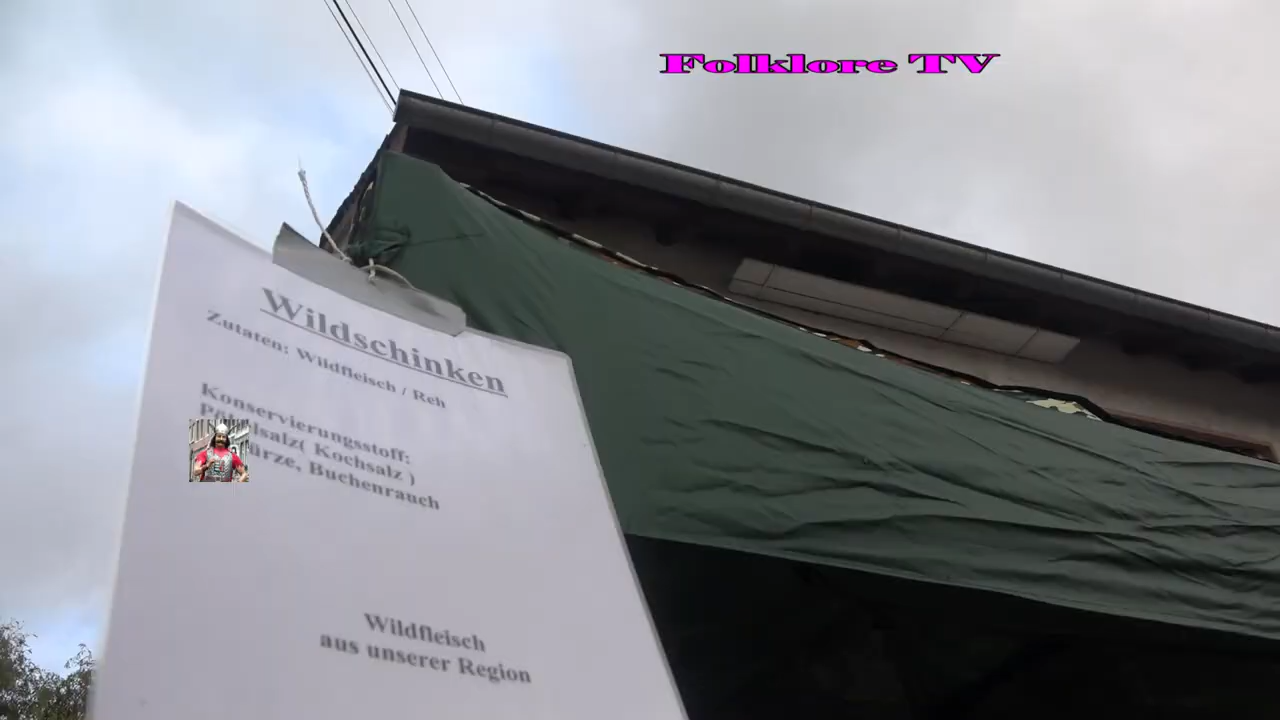 Folklore TV
Wildschinken
Zutaten: Wildfleisch / Reh
Konservierungsstoff:
( Kochsalz )
Buchenrauch
Wildfleisch
aus unserer Region